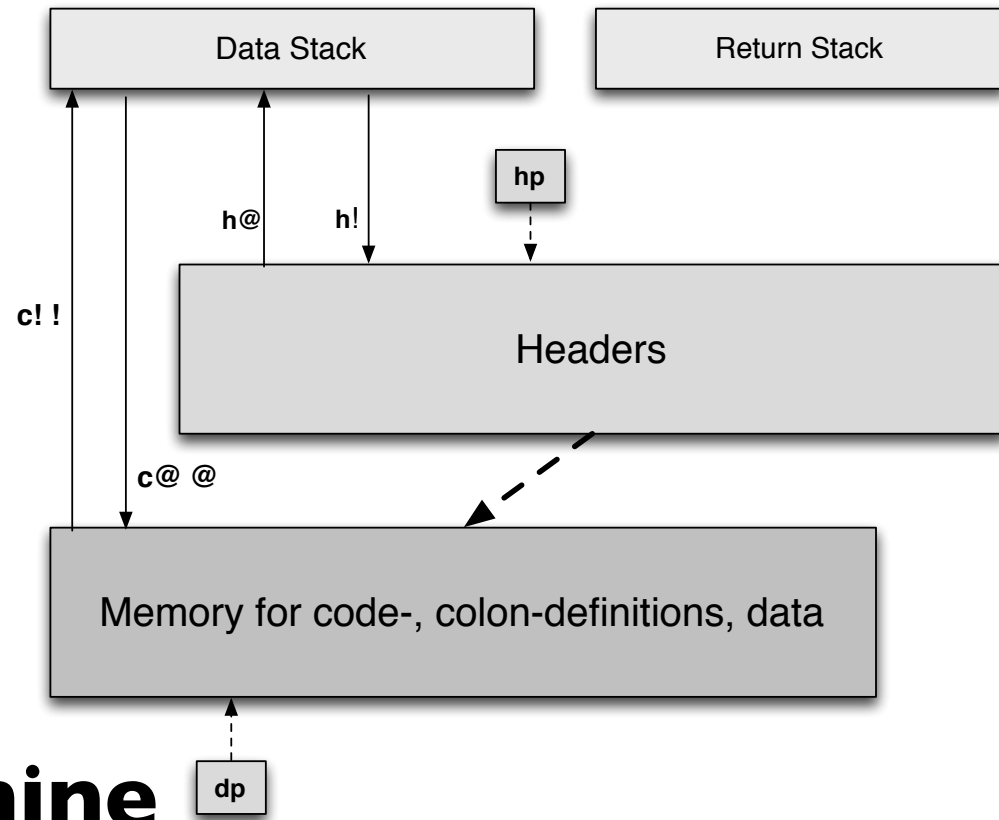 Data Stack
Return Stack
hp
h@
h!
c! !
Headers
c@ @
Memory for code-, colon-definitions, data
dp